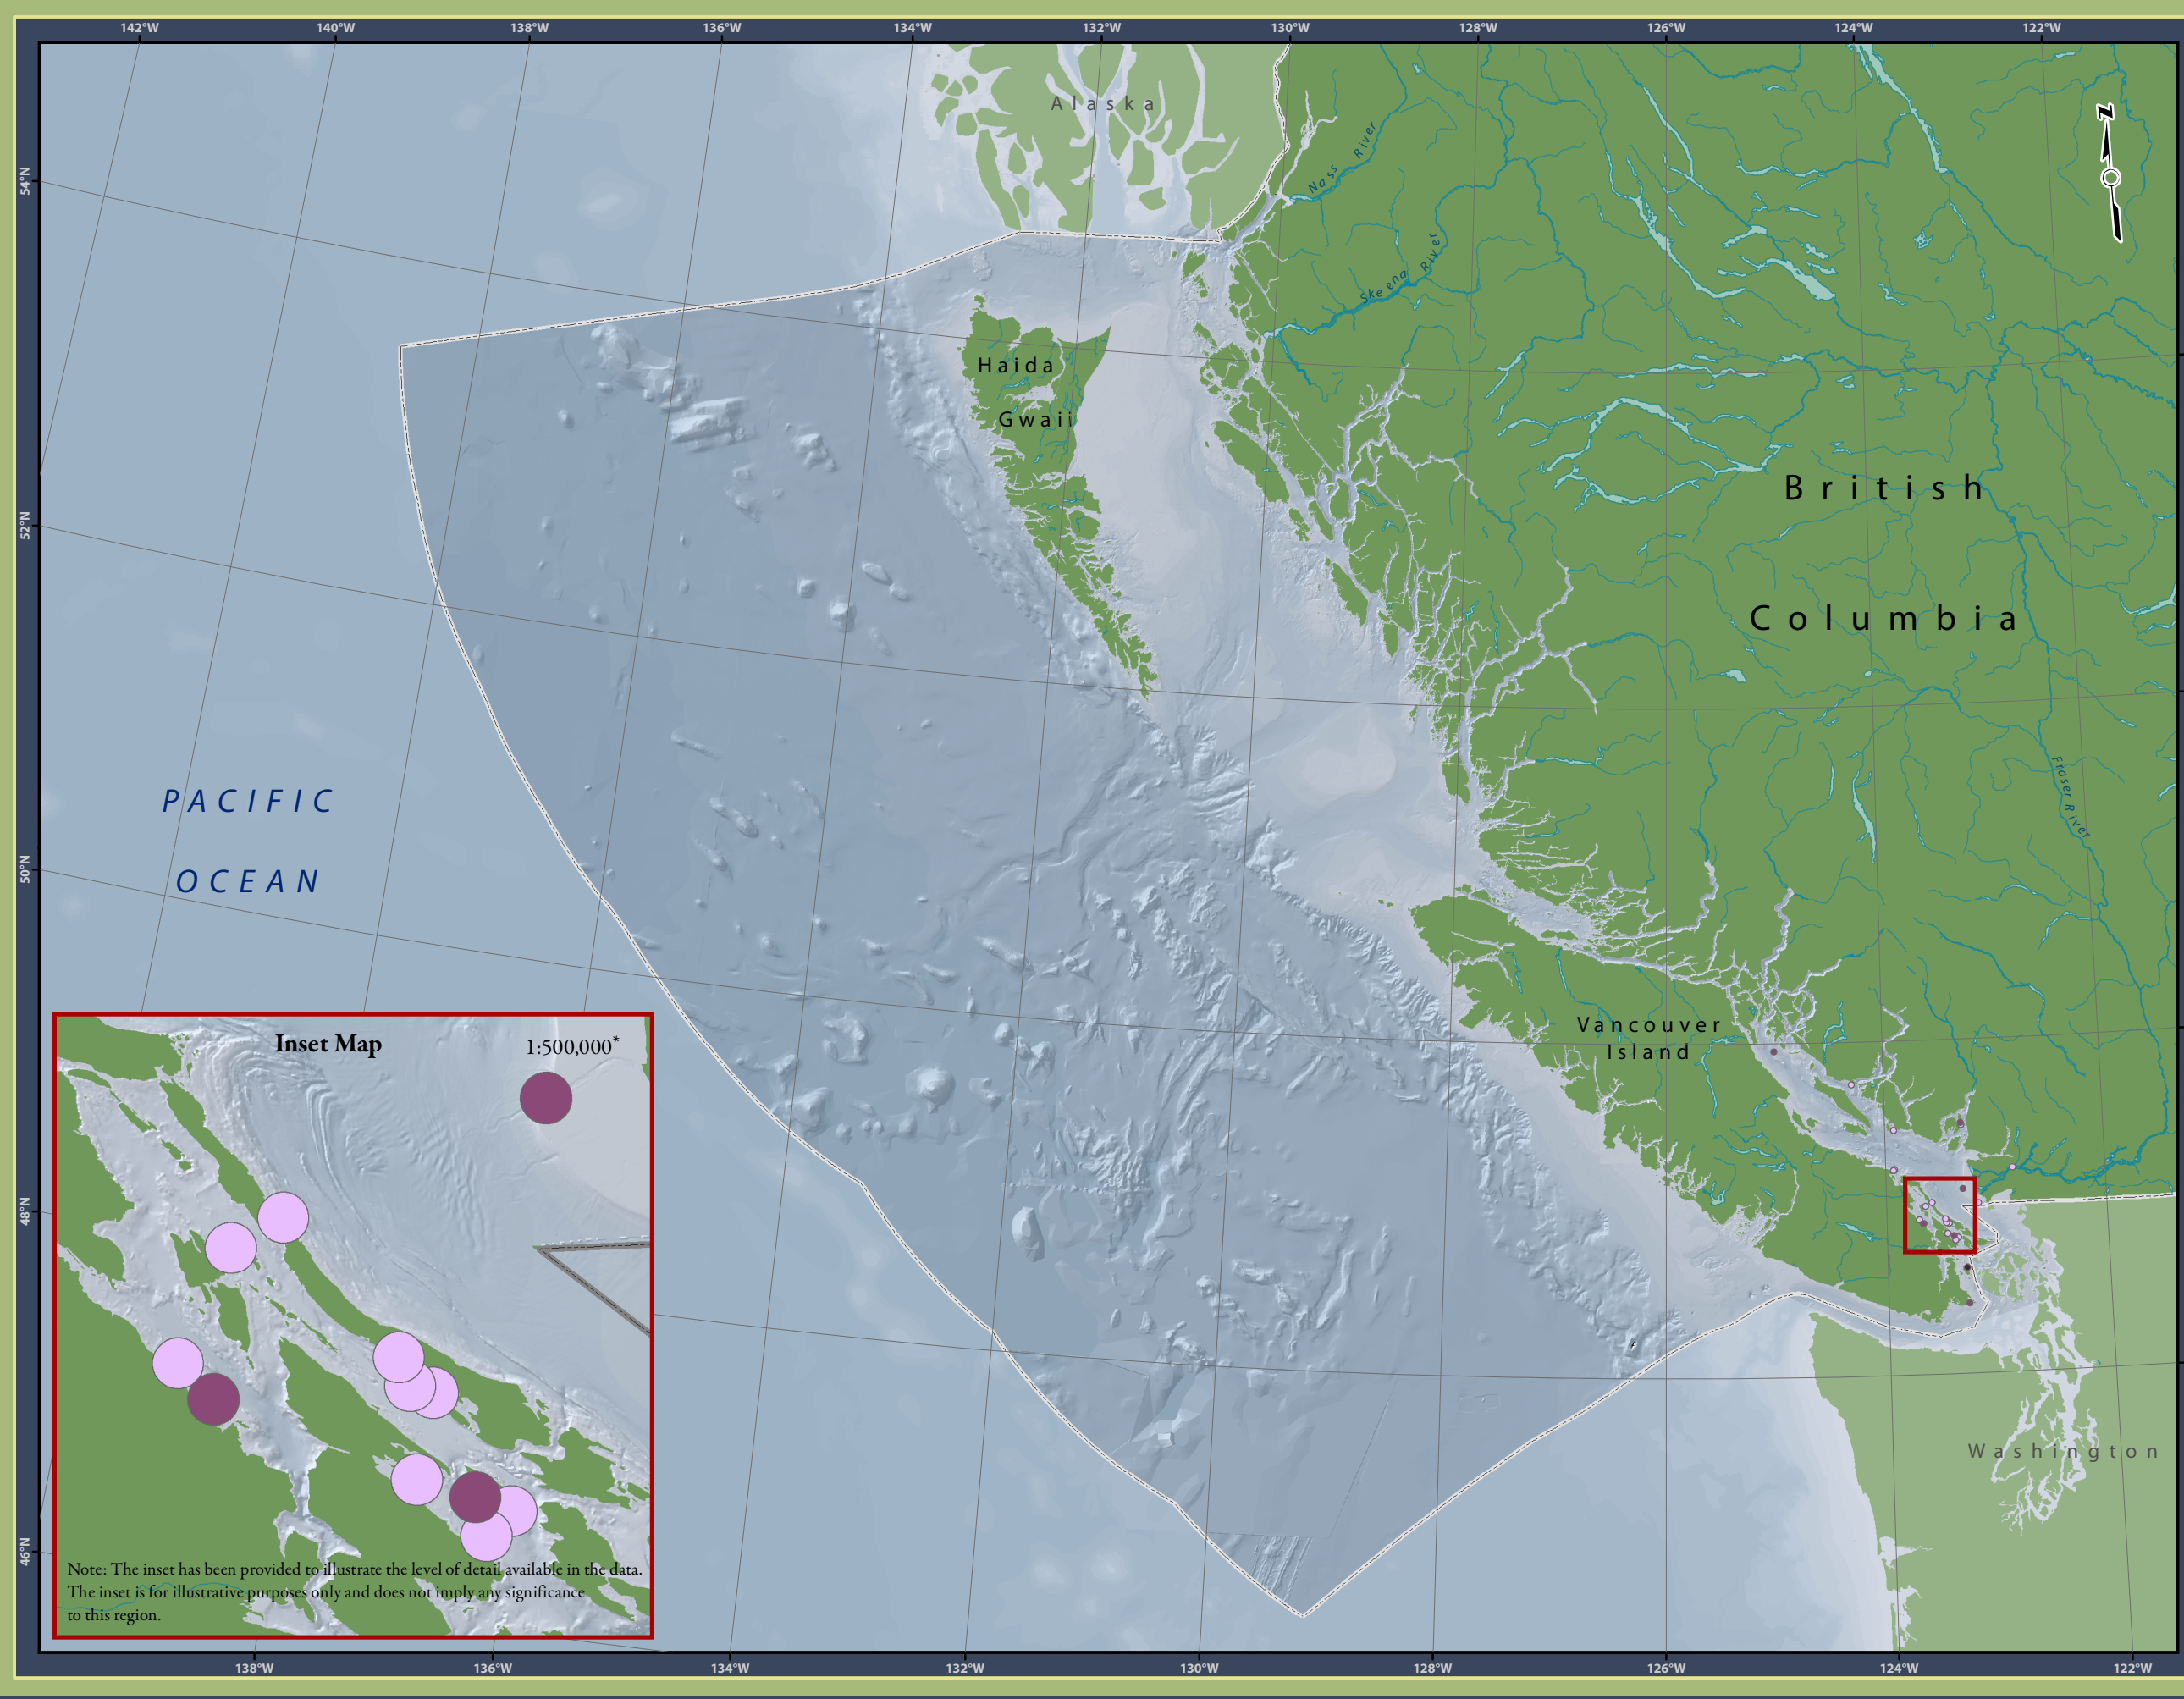 142°W 140°W 138°W 136°W 134°W 132°W 130°W 128°W 126°W 124°W 122°W
Alaska
N
Nass River
54°N
Skeena River
Haida
Gwaii
British
52°N
Columbia
Fraser River
PACIFIC
50°N
OCEAN
Vancouver
Island
Inset Map
1:500,000*
48°N
Washington
46°N
Note: The inset has been provided to illustrate the level of detail available in the data.
The inset is for illustrative purposes only and does not imply any significance
to this region.
138°W 136°W 134°W 132°W 130°W 128°W 126°W 124°W 122°W